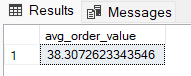 Results Messages
avg_order_value
1 38.3072623343546